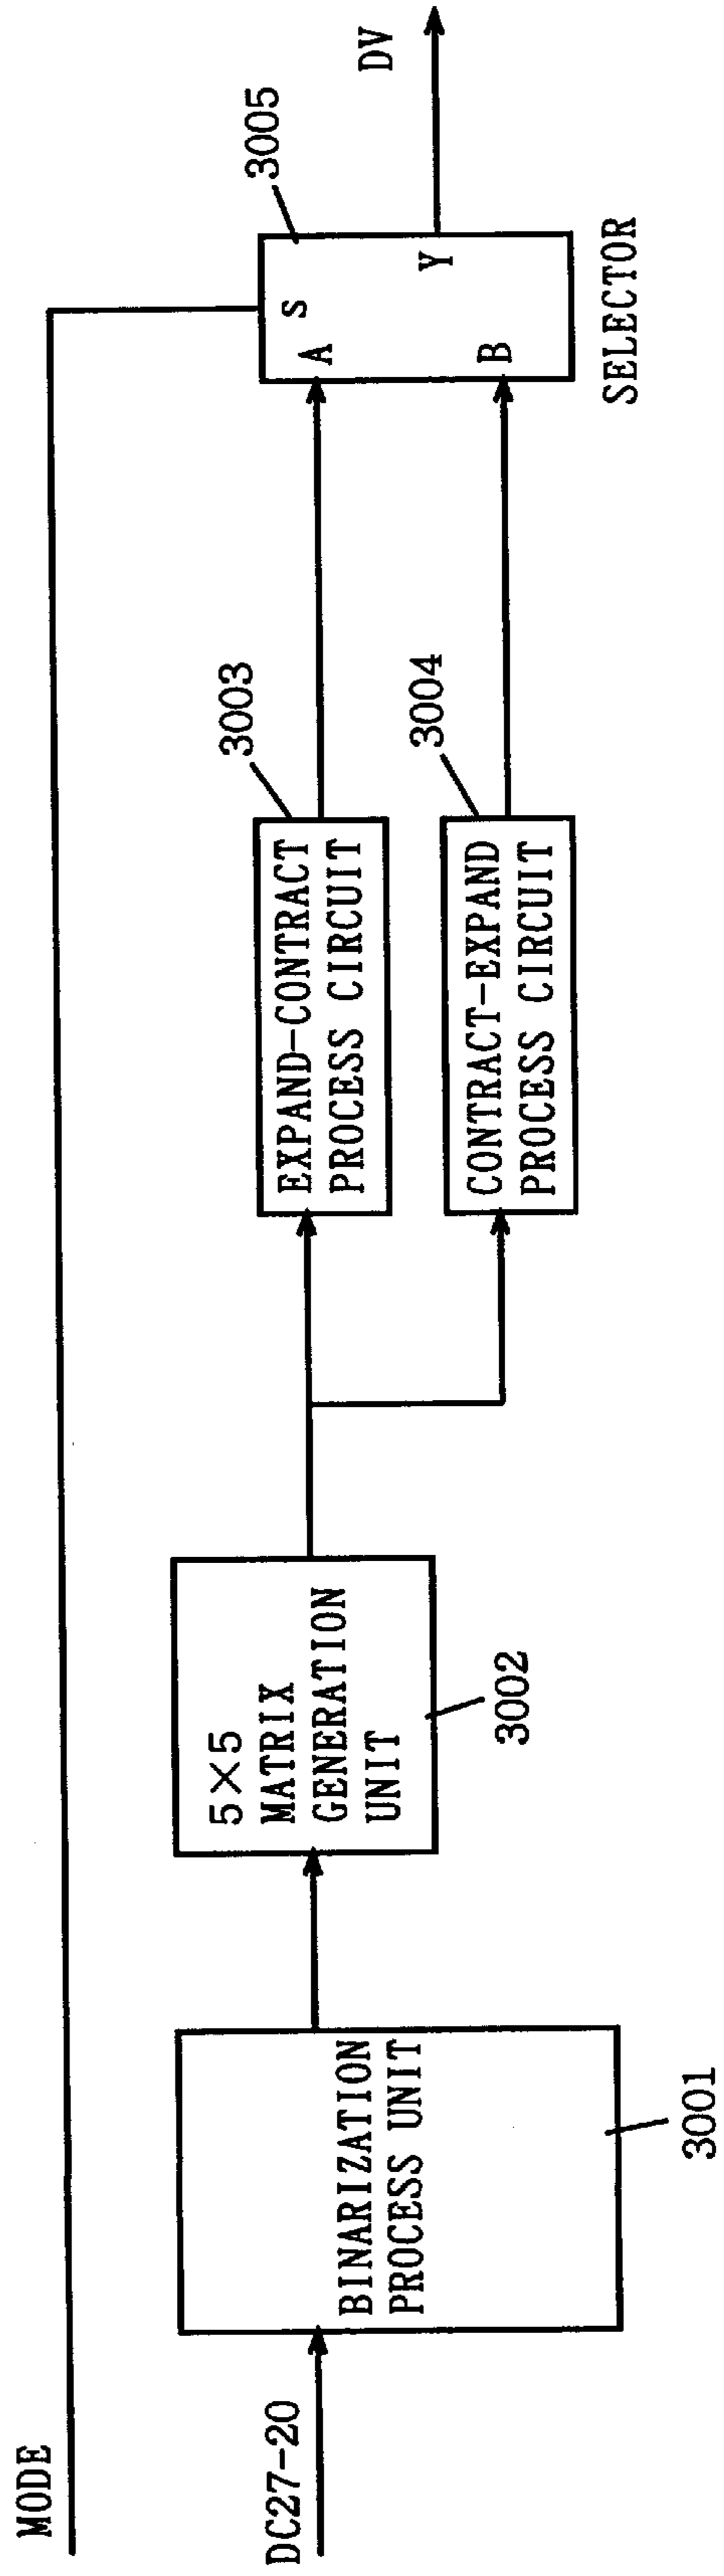 MODE
DC27-20
BINARIZATION
PROCESS UNIT
3001
5×5
MATRIX
GENERATION
UNIT
3002
EXPAND-CONTRACT
PROCESS CIRCUIT
3003
CONTRACT-EXPAND
PROCESS CIRCUIT
3004
S
A
B
Y
3005
SELECTOR
DV